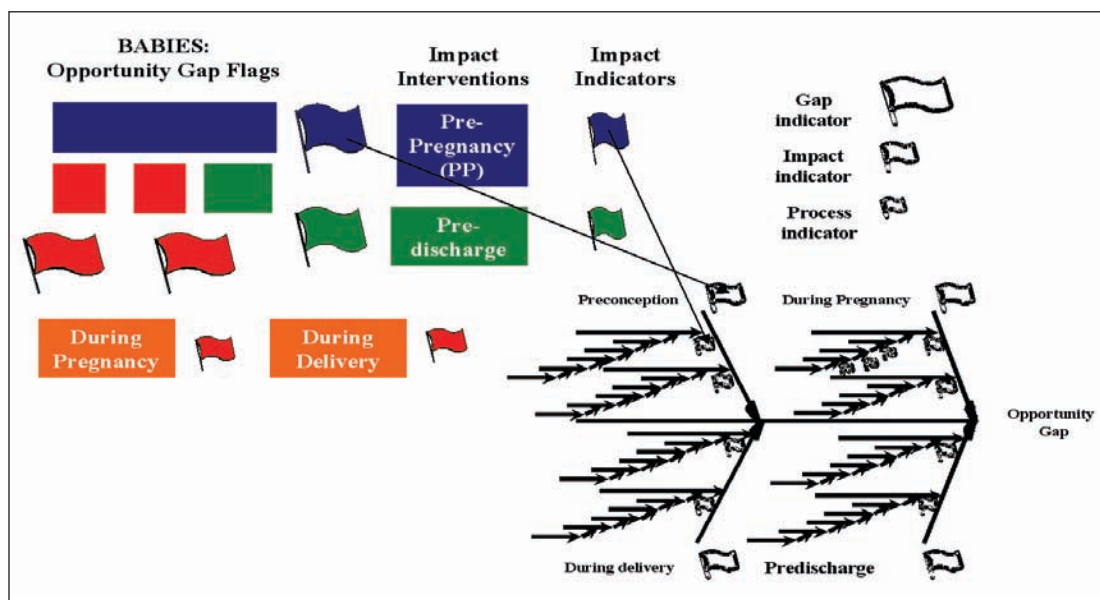 BABIES:
Opportunity Gap Flags
Impact
Interventions
Impact
Indicators
Pre-
Pregnancy
(PP)
Pre-
discharge
During
Pregnancy
During
Delivery
Gap
indicator
Impact
indicator
Process
indicator
Preconception
During Pregnancy
Opportunity
Gap
During delivery
Predischarge